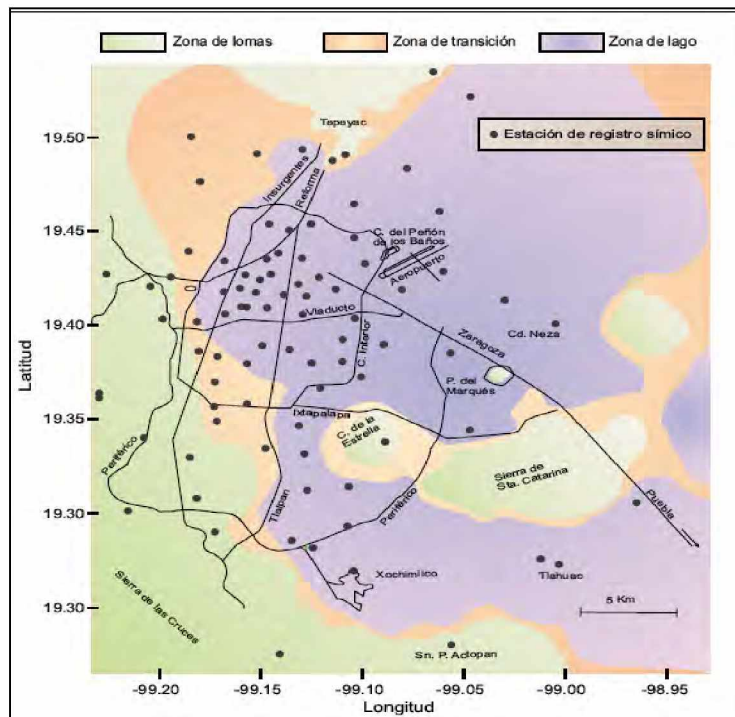 Zona de lomas
Zona de transición
Zona de lago
Estación de registro símico
Tepeyac
Insurgentes
Reforma
C. del Peñón
de los Baños
Aeropuerto
Viaducto
C. Interior
Zaragoza
Cd. Neza
P. del
Marqués
Ixtapalapa
C. de la
Estrella
Sierra de
Sta. Catarina
Periférico
Tlalpan
Periférico
Puebla
Xochimilco
Tlahuac
Sierra de las Cruces
5 Km
Sn. P. Actopan
Latitud
19.50
19.45
19.40
19.35
19.30
19.30
-99.20
-99.15
-99.10
-99.05
-99.00
-98.95
Longitud